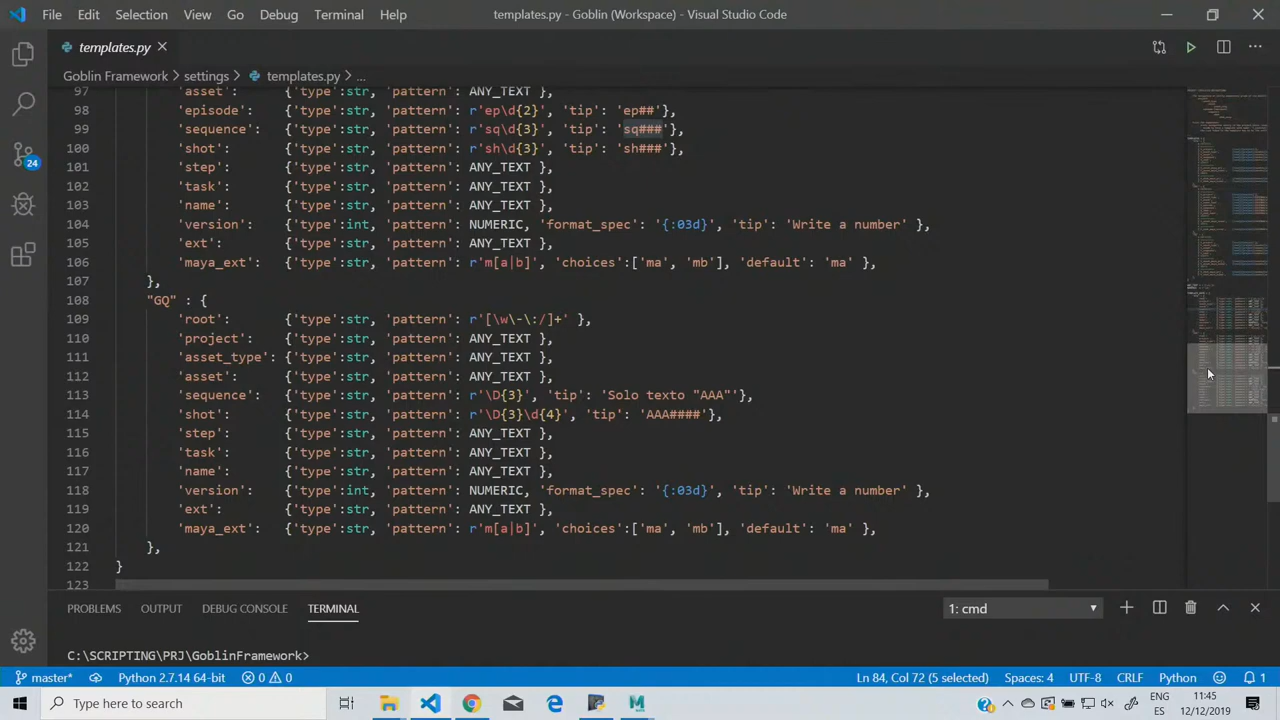 File Edit Selection View Go Debug Terminal Help templates.py - Goblin (Workspace) - Visual Studio Code
templates.py
Goblin Framework > settings > templates.py > ...
97 'asset': {'type':str, 'pattern': ANY_TEXT },
98 'episode': {'type':str, 'pattern': r'ep\d{3}', 'tip': 'ep##'},
99 'sequence': {'type':str, 'pattern': r'sq\d{3}' 'tip': 'sq###'},
100 'shot': {'type':str, 'pattern': r'sh\d{3} 'tip': 'sh###'},
101 'step': {'type':str, 'pattern': ANY_TEXT },
102 'task': {'type':str, 'pattern': ANY_TEXT },
103 'name': {'type':str, 'pattern': ANY_TEXT },
104 'version': {'type':int, 'pattern': NUMERIC, 'format_spec': '{:03d}', 'tip': 'Write a number' },
105 'ext': {'type':str, 'pattern': ANY_TEXT },
106 'maya_ext': {'type':str, 'pattern': r'm[a|b]', 'choices':['ma', 'mb'], 'default': 'ma' },
107 }
108 "GQ" : {
109 'root': {'type':str, 'pattern':
110 'project': {'type':str, 'pattern': ANY_TEXT },
111 'asset_type': {'type':str, 'pattern': ANY_TEXT },
112 'asset': {'type':str, 'pattern': ANY_TEXT },
113 'sequence': {'type':str, 'pattern': r'\D{3}', 'tip': 'Solo texto "AAA"'},
114 'shot': {'type':str, 'pattern': r'\D{3}\d{4}', 'tip': 'AAA####'},
115 'step': {'type':str, 'pattern': ANY_TEXT },
116 'task': {'type':str, 'pattern': ANY_TEXT },
117 'name': {'type':str, 'pattern': ANY_TEXT },
118 'version': {'type':int, 'pattern': NUMERIC, 'format_spec': '{:03d}', 'tip': 'Write a number' },
119 'ext': {'type':str, 'pattern': ANY_TEXT },
120 'maya_ext': {'type':str, 'pattern': r'm[a|b]', 'choices':['ma', 'mb'], 'default': 'ma' },
121 },
122 }
123
24
PROBLEMS OUTPUT DEBUG CONSOLE TERMINAL 1: cmd
C:\SCRIPTING\PRJ\GoblinFramework>
master* Python 2.7.14 64-bit 0 0 Ln 84, Col 72 (5 selected) Spaces: 4 UTF-8 CRLF Python 1
Type here to search
ENG 11:45
ES 12/12/2019